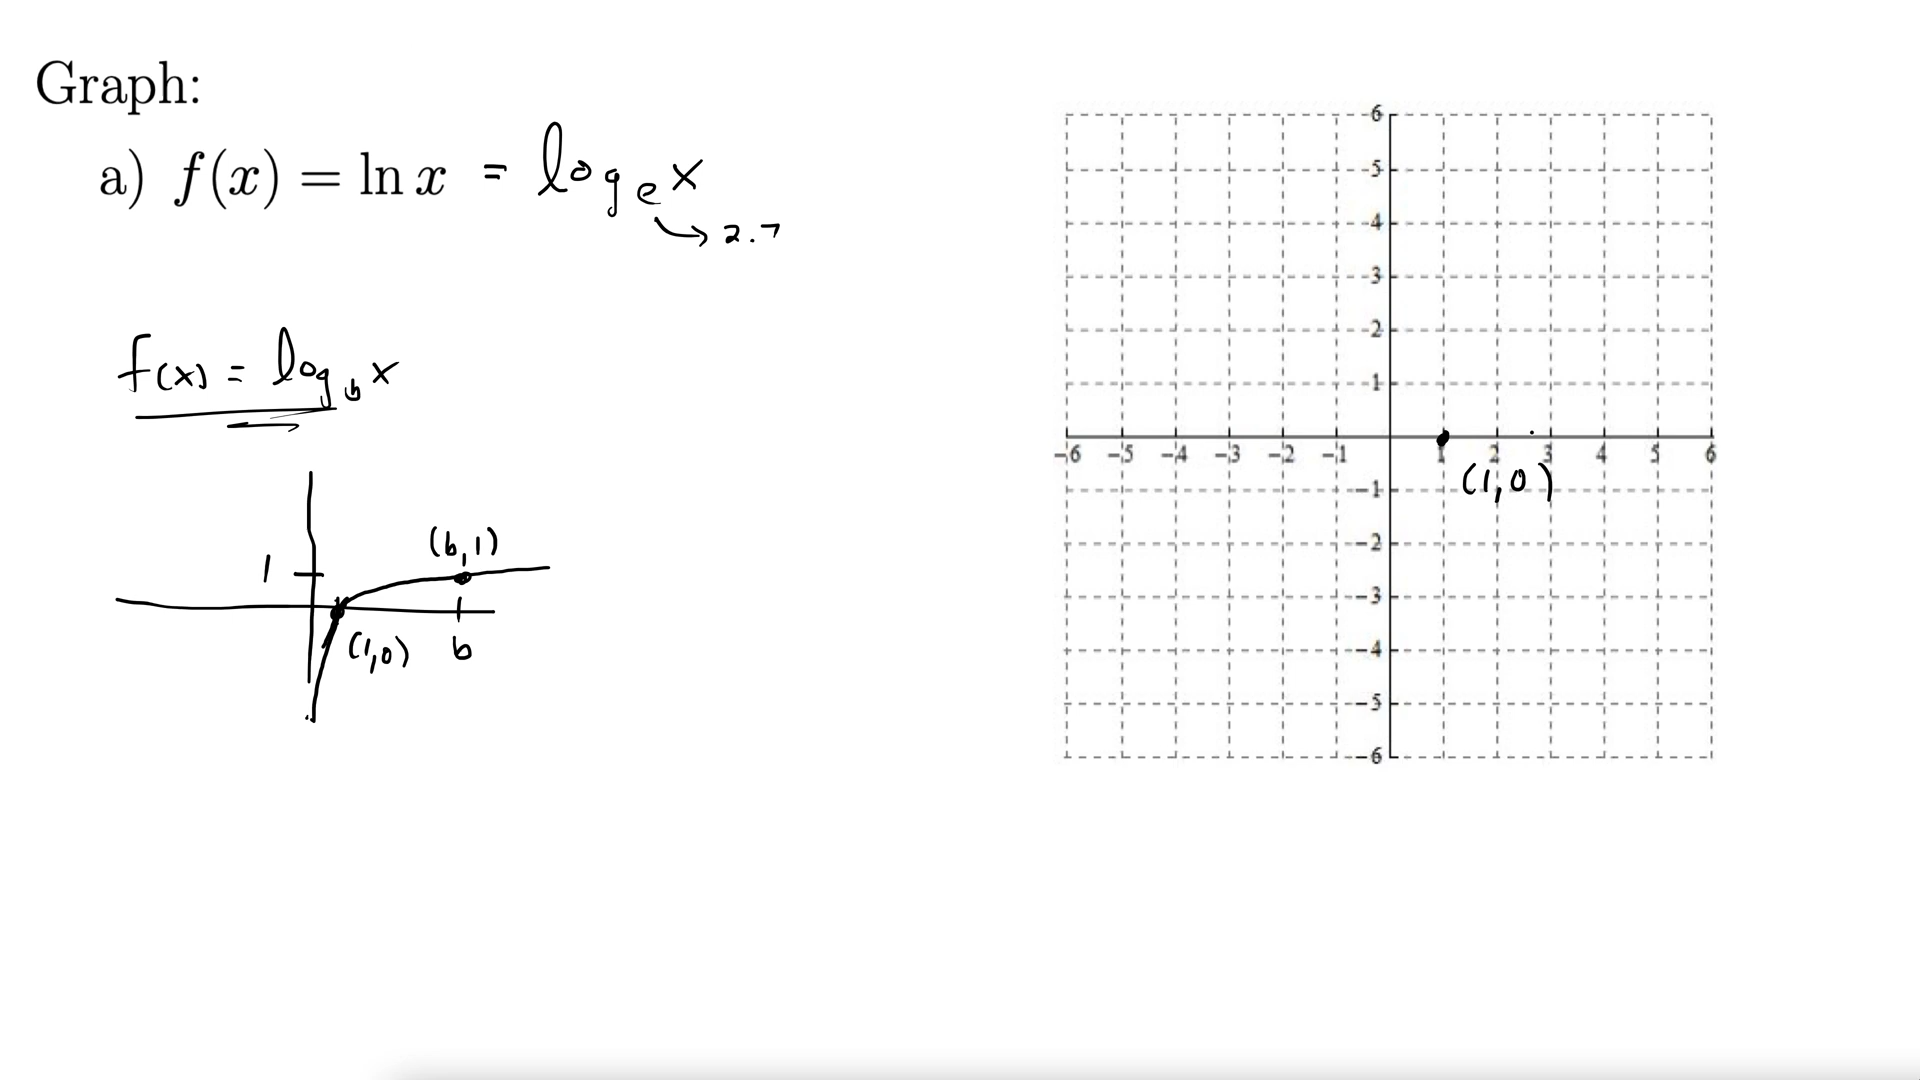 Graph:
a) f(x) = ln x = log_e x
→ 2.7
f(x) = log_b x
(b,1)
1
(1,0) b
6
5
4
3
2
1
-6 -5 -4 -3 -2 -1 1 2 3 4 5 6
(1,0)
-1
-2
-3
-4
-5
-6